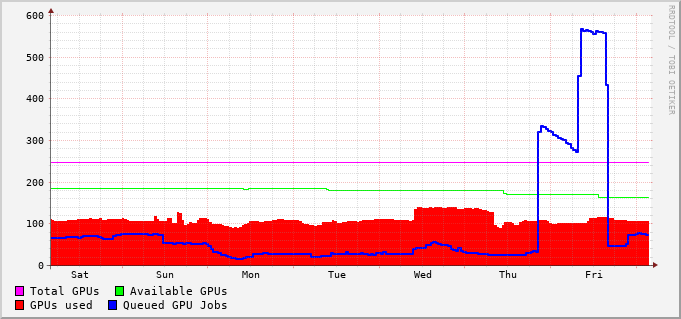 600
500
400
300
200
100
0
Sat Sun Mon Tue Wed Thu Fri
Total GPUs Available GPUs
GPUs used Queued GPU Jobs
RRDTOOL / TOBI OETIKER